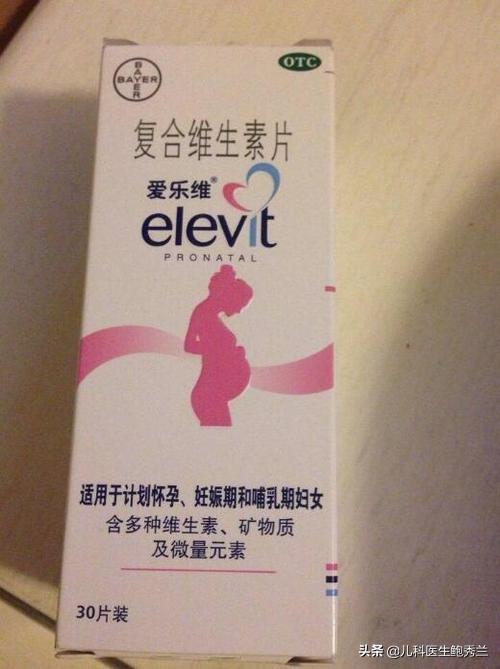 BAYER
BAYER
OTC
复合维生素片
爱乐维®
elevit
PRONATAL
适用于计划怀孕、妊娠期和哺乳期妇女
含多种维生素、矿物质
及微量元素
30片装
头条 @儿科医生鲍秀兰